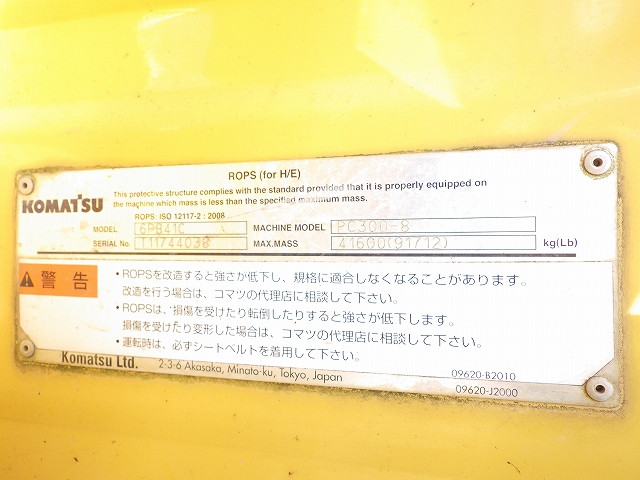 ROPS (for H/E)
KOMATSU
This protective structure complies with the standard provided that it is properly equipped on
the machine which mass is less than the specified maximum mass.
ROPS: ISO 12117-2 : 2008
MODEL 6PB41C MACHINE MODEL PC300-8
SERIAL No. T11744038 MAX.MASS 41600(91712) kg(Lb)
警告
・ROPSを改造すると強さが低下し、規格に適合しなくなることがあります。
改造を行う場合は、コマツの代理店に相談して下さい。
・ROPSは、損傷を受けたり転倒したりすると強さが低下します。
損傷を受けたり変形した場合は、コマツの代理店に相談して下さい。
・運転時は、必ずシートベルトを着用して下さい。
Komatsu Ltd. 2-3-6 Akasaka, Minato-ku, Tokyo, Japan
09620-B2010
09620-J2000